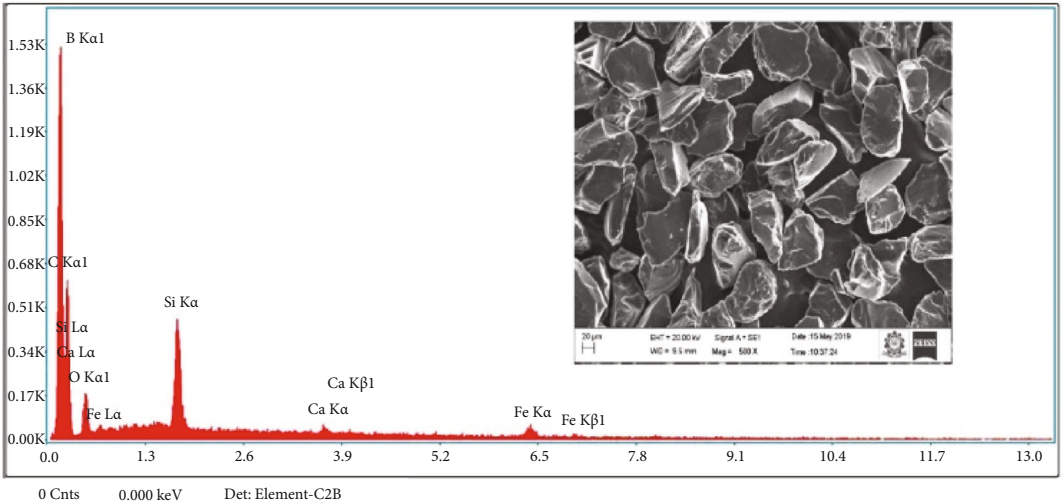 B Kα1
1.53K
1.36K
1.19K
1.02K
0.85K
0.68K
C Kα1
0.51K
Si Kα
Si Lα
0.34K
Ca Lα
O Kα1
Ca Kβ1
0.17K
Fe Lα
Ca Kα
Fe Kα
Fe Kβ1
0.00K
0.0 1.3 2.6 3.9 5.2 6.5 7.8 9.1 10.4 11.7 13.0
0 Cnts 0.000 keV Det: Element-C2B
20 µm
EHT = 20.00 kV Signal A = SE1 Date :15 May 2019
WD = 9.5 mm Mag = 500 X Time :10:37:24
ZEISS